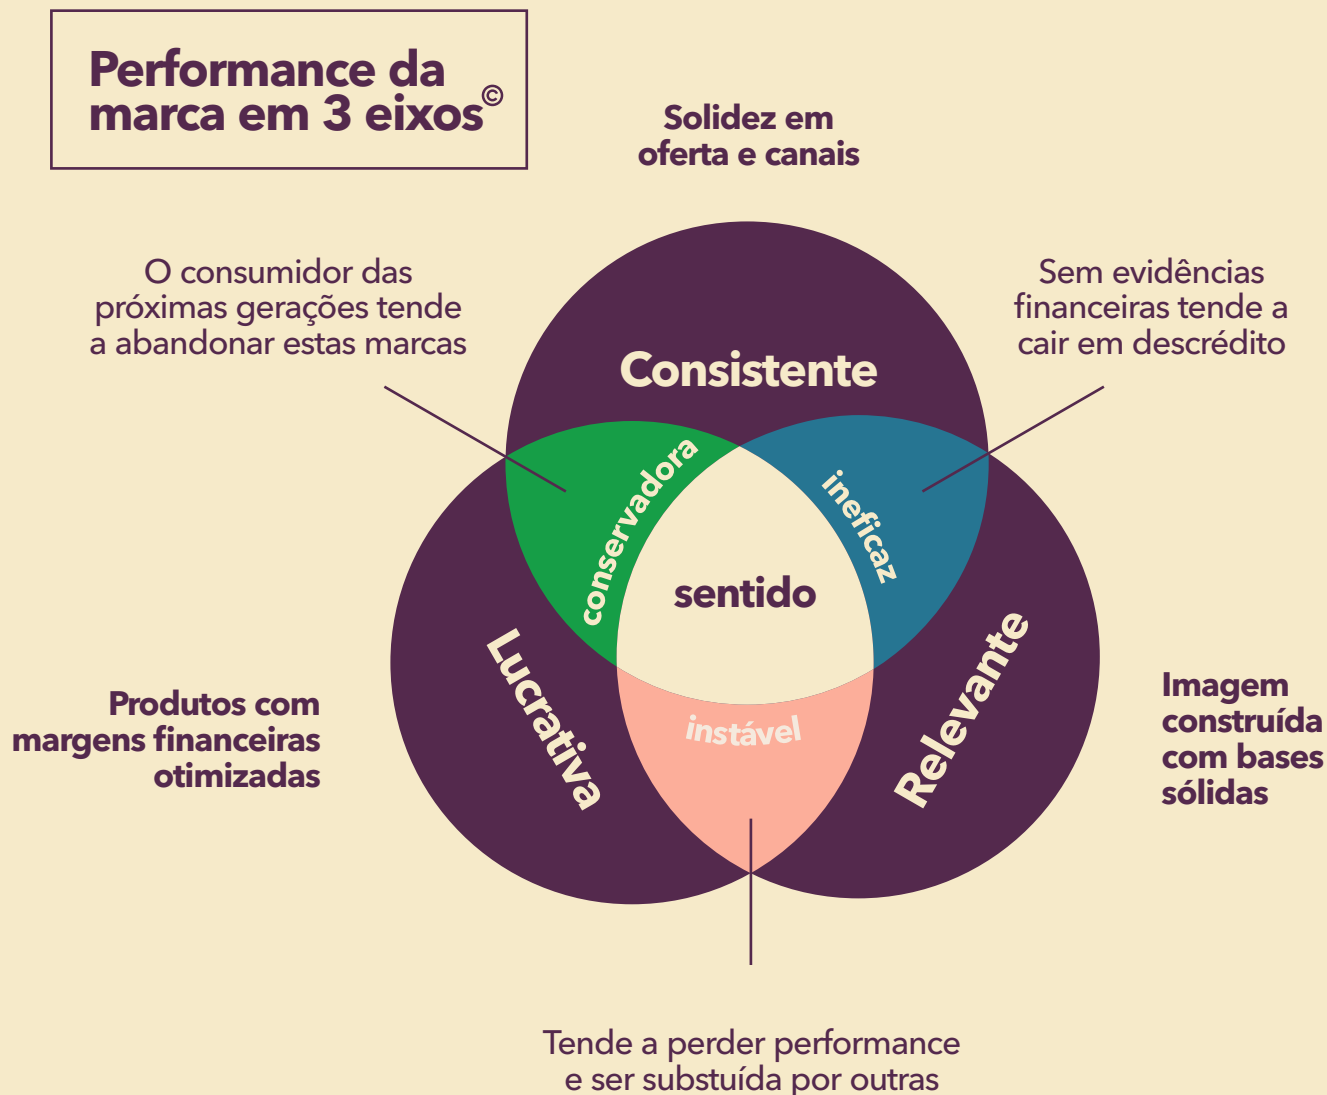 Performance da
marca em 3 eixos©
Solidez em
oferta e canais
O consumidor das
próximas gerações tende
a abandonar estas marcas
Sem evidências
financeiras tende a
cair em descrédito
Consistente
conservadora
ineficaz
sentido
Lucrativa
Relevante
instável
Produtos com
margens financeiras
otimizadas
Imagem
construída
com bases
sólidas
Tende a perder performance
e ser substuída por outras